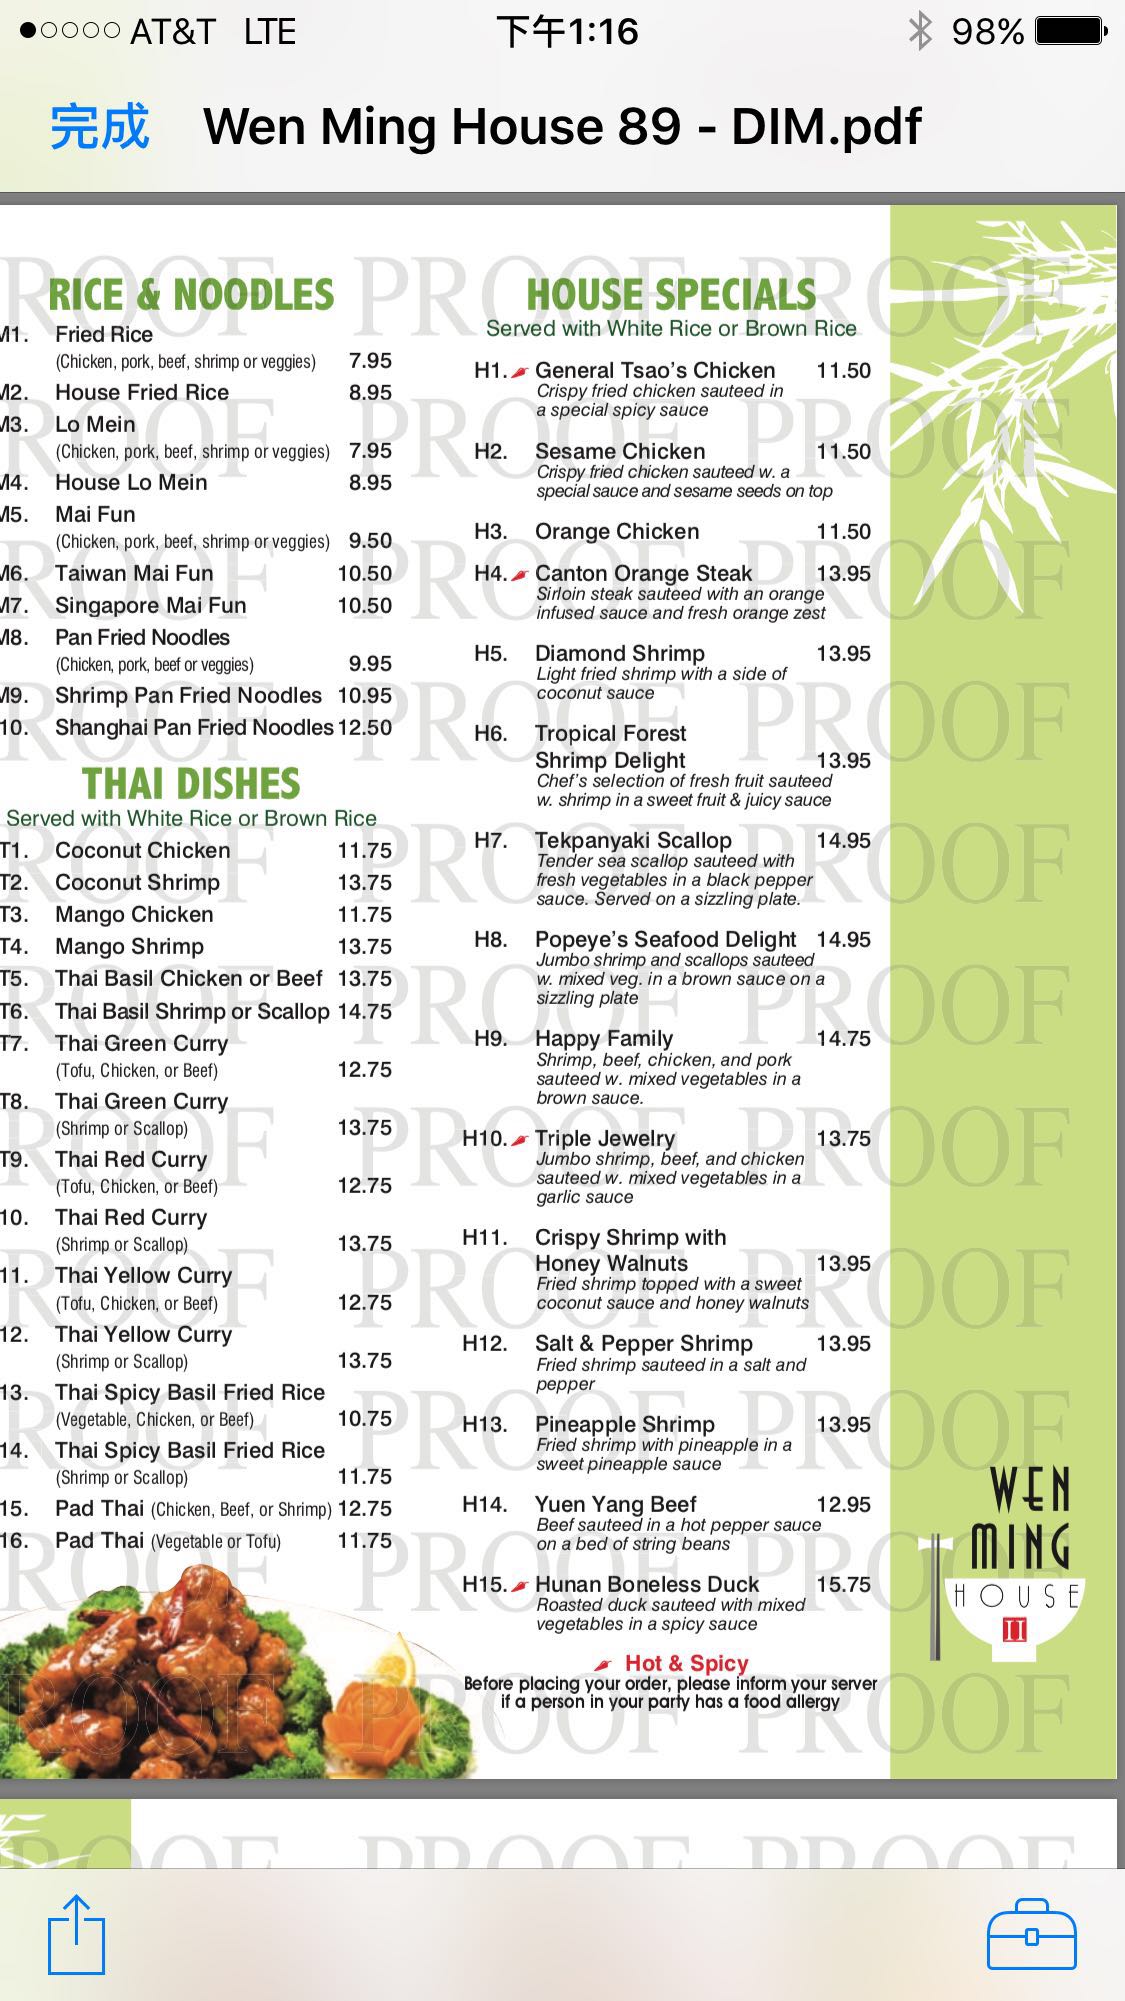 AT&T LTE 下午1:16 98%
完成 Wen Ming House 89 - DIM.pdf
RICE & NOODLES
M1. Fried Rice
(Chicken, pork, beef, shrimp or veggies) 7.95
M2. House Fried Rice 8.95
M3. Lo Mein
(Chicken, pork, beef, shrimp or veggies) 7.95
M4. House Lo Mein 8.95
M5. Mai Fun
(Chicken, pork, beef, shrimp or veggies) 9.50
M6. Taiwan Mai Fun 10.50
M7. Singapore Mai Fun 10.50
M8. Pan Fried Noodles
(Chicken, pork, beef or veggies) 9.95
M9. Shrimp Pan Fried Noodles 10.95
10. Shanghai Pan Fried Noodles 12.50
THAI DISHES
Served with White Rice or Brown Rice
T1. Coconut Chicken 11.75
T2. Coconut Shrimp 13.75
T3. Mango Chicken 11.75
T4. Mango Shrimp 13.75
T5. Thai Basil Chicken or Beef 13.75
T6. Thai Basil Shrimp or Scallop 14.75
T7. Thai Green Curry
(Tofu, Chicken, or Beef) 12.75
T8. Thai Green Curry
(Shrimp or Scallop) 13.75
T9. Thai Red Curry
(Tofu, Chicken, or Beef) 12.75
10. Thai Red Curry
(Shrimp or Scallop) 13.75
11. Thai Yellow Curry
(Tofu, Chicken, or Beef) 12.75
12. Thai Yellow Curry
(Shrimp or Scallop) 13.75
13. Thai Spicy Basil Fried Rice
(Vegetable, Chicken, or Beef) 10.75
14. Thai Spicy Basil Fried Rice
(Shrimp or Scallop) 11.75
15. Pad Thai (Chicken, Beef, or Shrimp) 12.75
16. Pad Thai (Vegetable or Tofu) 11.75
HOUSE SPECIALS
Served with White Rice or Brown Rice
H1. General Tsao's Chicken 11.50
Crispy fried chicken sauteed in
a special spicy sauce
H2. Sesame Chicken 11.50
Crispy fried chicken sauteed w. a
special sauce and sesame seeds on top
H3. Orange Chicken 11.50
H4. Canton Orange Steak 13.95
Sirloin steak sauteed with an orange
infused sauce and fresh orange zest
H5. Diamond Shrimp 13.95
Light fried shrimp with a side of
coconut sauce
H6. Tropical Forest
Shrimp Delight 13.95
Chef's selection of fresh fruit sauteed
w. shrimp in a sweet fruit & juicy sauce
H7. Tekpanyaki Scallop 14.95
Tender sea scallop sauteed with
fresh vegetables in a black pepper
sauce. Served on a sizzling plate.
H8. Popeye's Seafood Delight 14.95
Jumbo shrimp and scallops sauteed
w. mixed veg. in a brown sauce on a
sizzling plate
H9. Happy Family 14.75
Shrimp, beef, chicken, and pork
sauteed w. mixed vegetables in a
brown sauce.
H10. Triple Jewelry 13.75
Jumbo shrimp, beef, and chicken
sauteed w. mixed vegetables in a
garlic sauce
H11. Crispy Shrimp with
Honey Walnuts 13.95
Fried shrimp topped with a sweet
coconut sauce and honey walnuts
H12. Salt & Pepper Shrimp 13.95
Fried shrimp sauteed in a salt and
pepper
H13. Pineapple Shrimp 13.95
Fried shrimp with pineapple in a
sweet pineapple sauce
H14. Yuen Yang Beef 12.95
Beef sauteed in a hot pepper sauce
on a bed of string beans
H15. Hunan Boneless Duck 15.75
Roasted duck sauteed with mixed
vegetables in a spicy sauce
Hot & Spicy
Before placing your order, please inform your server
if a person in your party has a food allergy
WEN
MING
HOUSE
II
PROOF PROOF PROOF